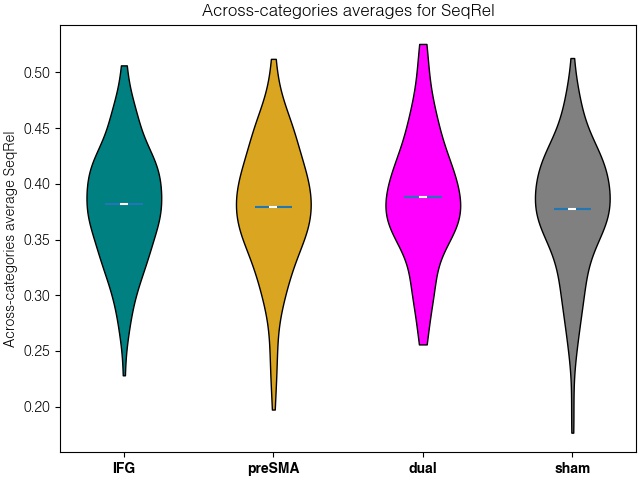 Across-categories averages for SeqRel
Across-categories average SeqRel
0.50
0.45
0.40
0.35
0.30
0.25
0.20
IFG
preSMA
dual
sham